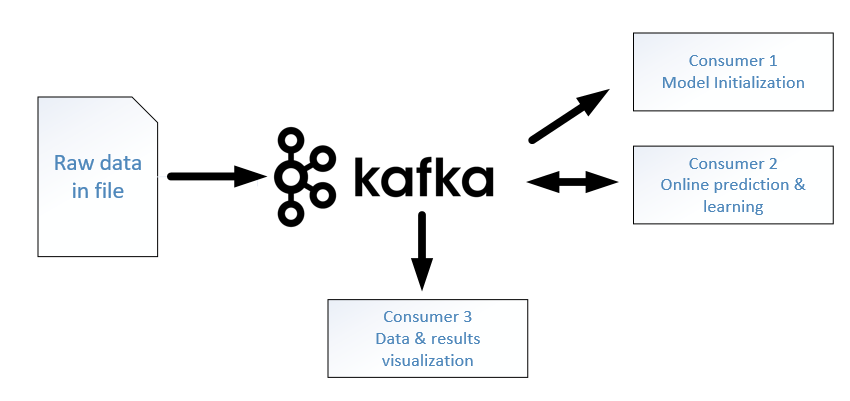 Raw data
in file
kafka
Consumer 1
Model Initialization
Consumer 2
Online prediction &
learning
Consumer 3
Data & results
visualization